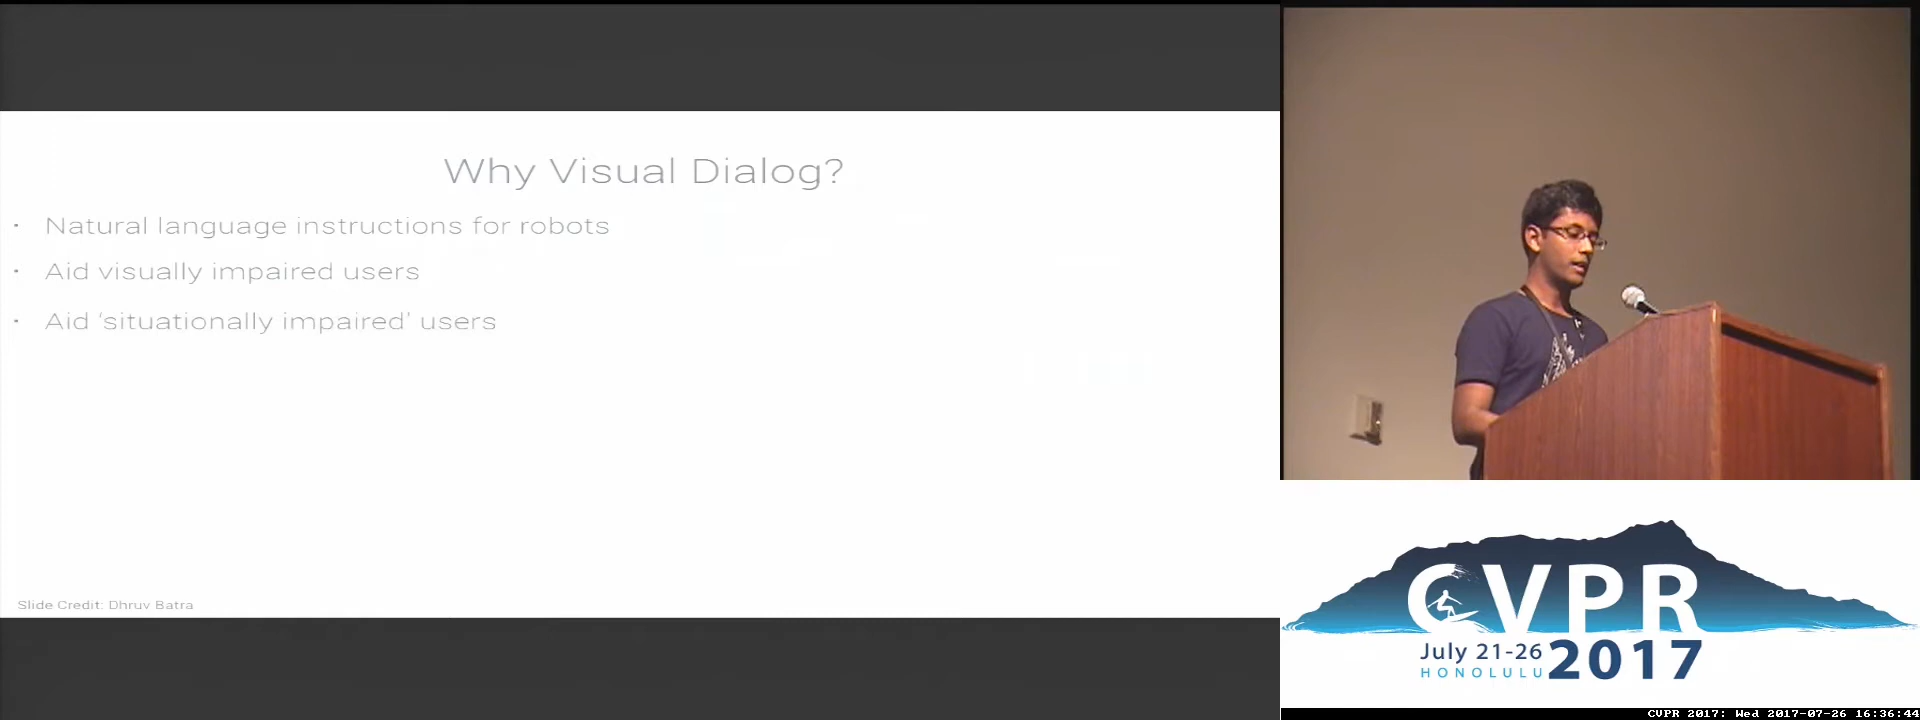 Why Visual Dialog?
· Natural language instructions for robots
· Aid visually impaired users
· Aid 'situationally impaired' users
Slide Credit: Dhruv Batra
CVPR
July 21-26
HONOLULU
2017
CVPR 2017: Wed 2017-07-26 16:36:44